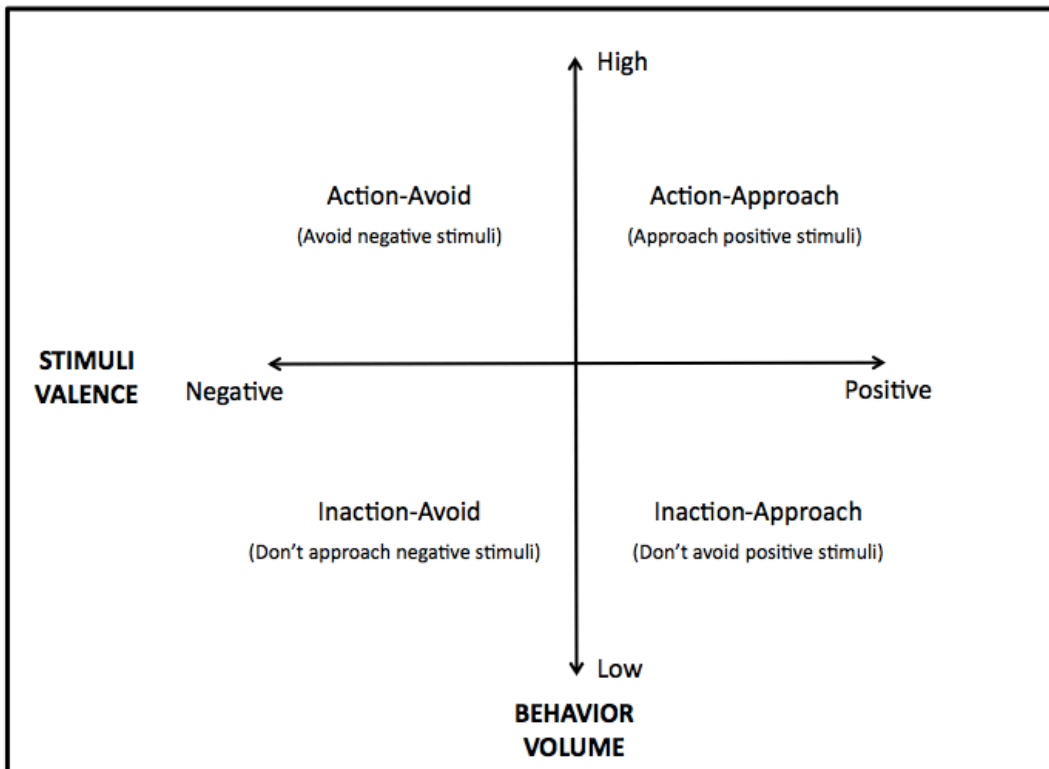 High
Action-Avoid
(Avoid negative stimuli)
Action-Approach
(Approach positive stimuli)
STIMULI
VALENCE
Negative
Positive
Inaction-Avoid
(Don't approach negative stimuli)
Inaction-Approach
(Don't avoid positive stimuli)
Low
BEHAVIOR
VOLUME